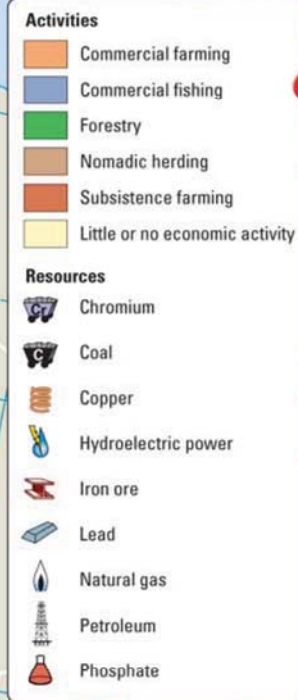 Activities
Commercial farming
Commercial fishing
Forestry
Nomadic herding
Subsistence farming
Little or no economic activity
Resources
Cr Chromium
C Coal
Copper
Hydroelectric power
Iron ore
Lead
Natural gas
Petroleum
Phosphate